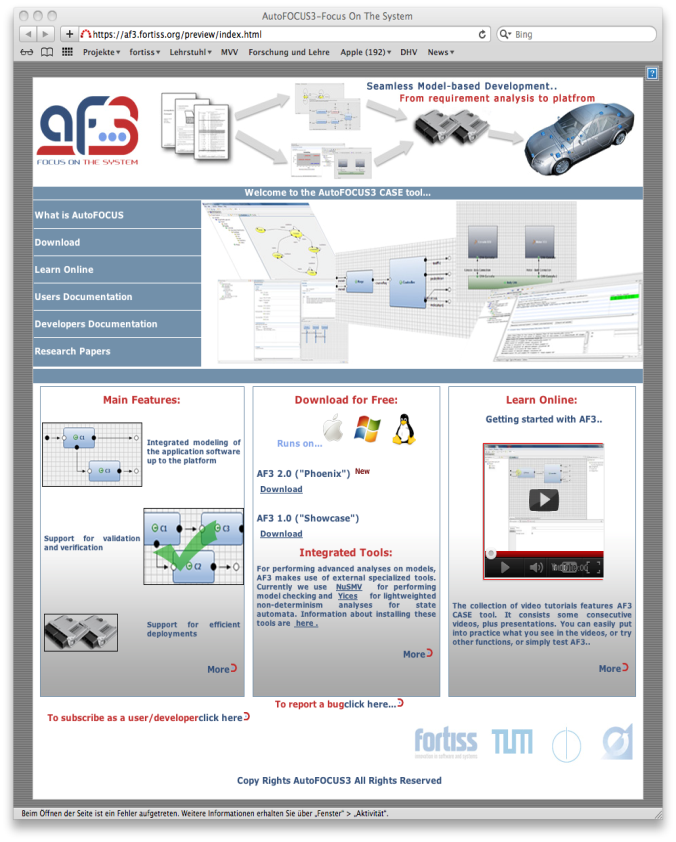 AutoFOCUS3-Focus On The System
https://af3.fortiss.org/preview/index.html
Bing
Projekte fortiss Lehrstuhl MVV Forschung und Lehre Apple (192) DHV News
?
Seamless Model-based Development..
From requirement analysis to platfrom
af3
FOCUS ON THE SYSTEM
Welcome to the AutoFOCUS3 CASE tool...
What is AutoFOCUS
Download
Learn Online
Users Documentation
Developers Documentation
Research Papers
Main Features:
C1
C3
Integrated modeling of
the application software
up to the platform
Support for validation
and verification
C1
C3
C2
Support for efficient
deployments
More
Download for Free:
Runs on...
AF3 2.0 ("Phoenix") New
Download
AF3 1.0 ("Showcase")
Download
Integrated Tools:
For performing advanced analyses on models,
AF3 makes use of external specialized tools.
Currently we use NuSMV for performing
model checking and Yices for lightweighted
non-determinism analyses for state
automata. Information about installing these
tools are here .
More
Learn Online:
Getting started with AF3..
The collection of video tutorials features AF3
CASE tool. It consists some consecutive
videos, plus presentations. You can easily put
into practice what you see in the videos, or try
other functions, or simply test AF3..
More
To report a bugclick here...
To subscribe as a user/developerclick here
fortiss
TUM
Copy Rights AutoFOCUS3 All Rights Reserved
Beim Öffnen der Seite ist ein Fehler aufgetreten. Weitere Informationen erhalten Sie über „Fenster" > „Aktivität".